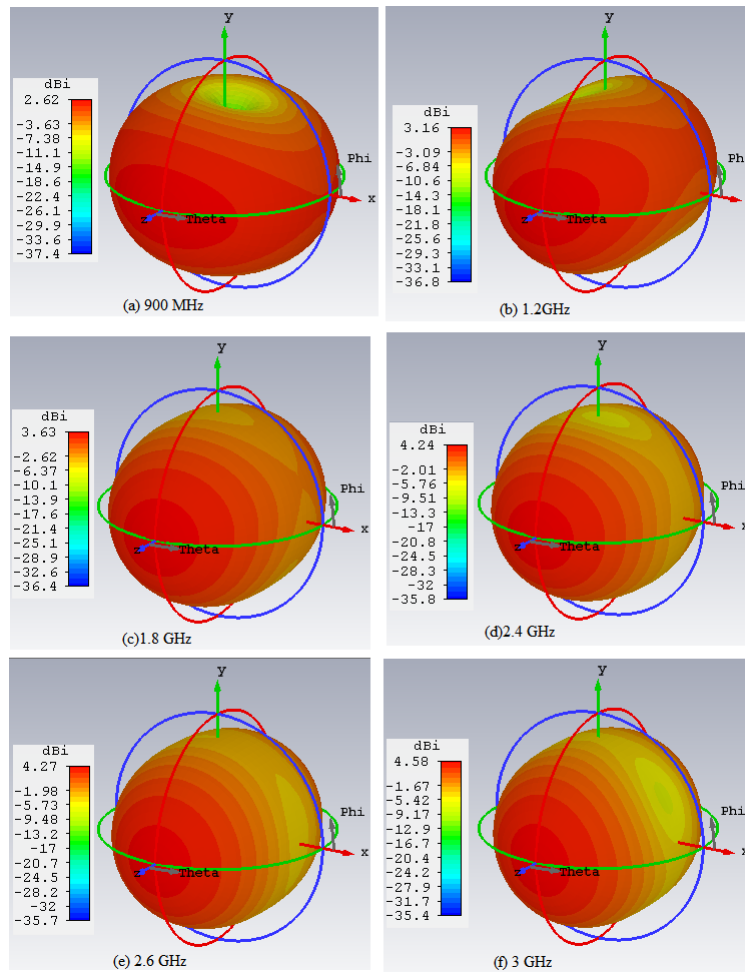 y
dBi
2.62
-3.63
-7.38
-11.1
-14.9
-18.6
-22.4
-26.1
-29.9
-33.6
-37.4
Phi
x
z
Theta
(a) 900 MHz
y
dBi
3.16
-3.09
-6.84
-10.6
-14.3
-18.1
-21.8
-25.6
-29.3
-33.1
-36.8
Phi
x
z
Theta
(b) 1.2GHz
y
dBi
3.63
-2.62
-6.37
-10.1
-13.9
-17.6
-21.4
-25.1
-28.9
-32.6
-36.4
Phi
x
z
Theta
(c)1.8 GHz
y
dBi
4.24
-2.01
-5.76
-9.51
-13.3
-17
-20.8
-24.5
-28.3
-32
-35.8
Phi
x
z
Theta
(d)2.4 GHz
y
dBi
4.27
-1.98
-5.73
-9.48
-13.2
-17
-20.7
-24.5
-28.2
-32
-35.7
Phi
x
z
Theta
(e) 2.6 GHz
y
dBi
4.58
-1.67
-5.42
-9.17
-12.9
-16.7
-20.4
-24.2
-27.9
-31.7
-35.4
Phi
x
z
Theta
(f) 3 GHz